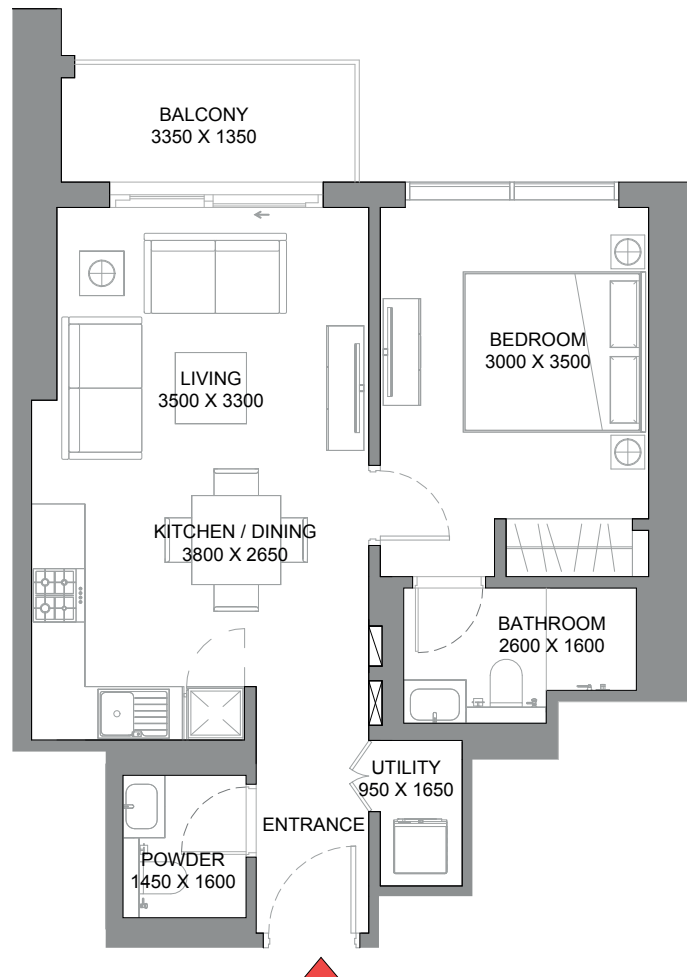 BALCONY
3350 X 1350
BEDROOM
3000 X 3500
LIVING
3500 X 3300
KITCHEN / DINING
3800 X 2650
BATHROOM
2600 X 1600
UTILITY
950 X 1650
ENTRANCE
POWDER
1450 X 1600